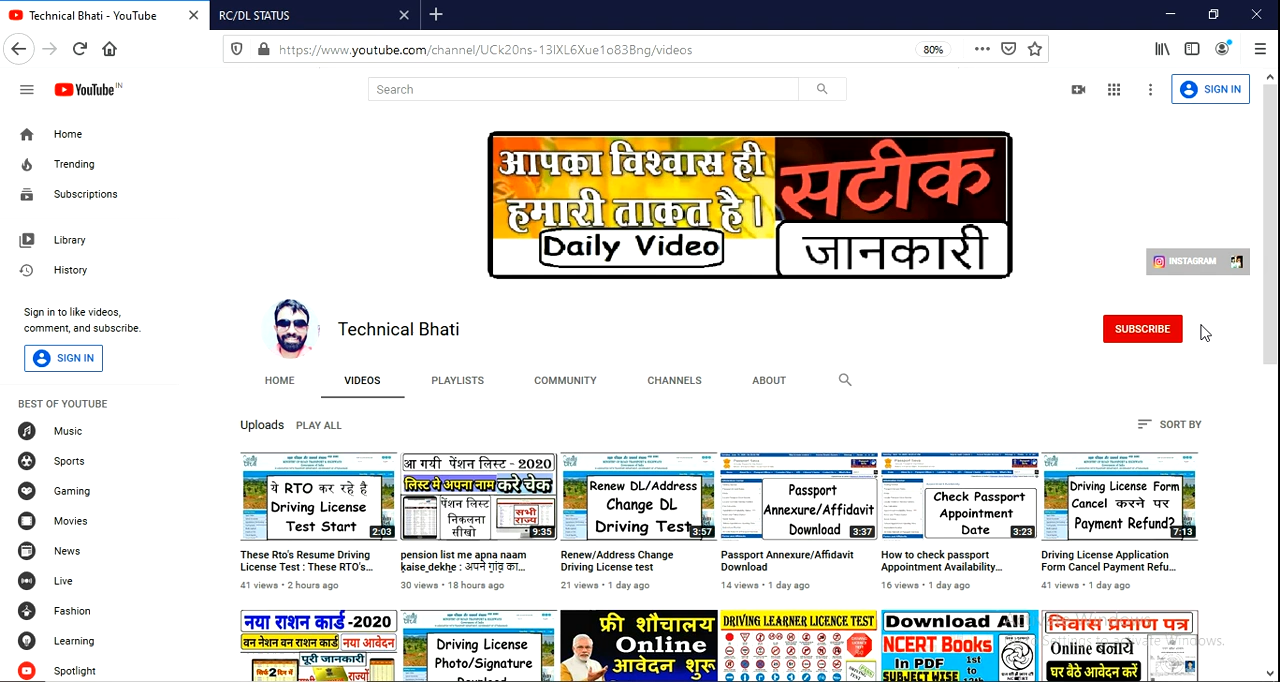 Technical Bhati - YouTube
RC/DL STATUS
https://www.youtube.com/channel/UCk20ns-13IXL6Xue1o83Bng/videos
80%
YouTube IN
Search
SIGN IN
Home
Trending
Subscriptions
Library
History
Sign in to like videos,
comment, and subscribe.
SIGN IN
BEST OF YOUTUBE
Music
Sports
Gaming
Movies
News
Live
Fashion
Learning
Spotlight
आपका विश्वास ही
हमारी ताकत है।
Daily Video
सटीक
जानकारी
INSTAGRAM
Technical Bhati
SUBSCRIBE
HOME
VIDEOS
PLAYLISTS
COMMUNITY
CHANNELS
ABOUT
Uploads
PLAY ALL
SORT BY
ये RTO कर रहे है
Driving License
Test Start
2:03
These Rto's Resume Driving
License Test : These RTO's...
41 views • 2 hours ago
आ गयी पेंशन लिस्ट - 2020
लिस्ट मे अपना नाम करे चेक
पेंशन लिस्ट
निकलना
सीखो
सभी
राज्य
9:35
pension list me apna naam
kaise dekhe : अपने गांव का...
30 views • 18 hours ago
Renew DL/Address
Change DL
Driving Test
3:57
Renew/Address Change
Driving License test
21 views • 1 day ago
Passport
Annexure/Affidavit
Download
3:37
Passport Annexure/Affidavit
Download
14 views • 1 day ago
Check Passport
Appointment
Date
3:23
How to check passport
Appointment Availability...
16 views • 1 day ago
Driving License Form
Cancel करने पर
Payment Refund?
7:13
Driving License Application
Form Cancel Payment Refu...
41 views • 1 day ago
नया राशन कार्ड -2020
वन नेशन वन राशन कार्ड नया आवेदन
पूरी जानकारी
सिर्फ 2 दिन में
Driving License
Photo/Signature
Download
फ्री शौचालय
Online
आवेदन शुरू
DRIVING LEARNER LICENCE TEST
Download All
NCERT Books
In PDF
1st
SUBJECT WISE
निवास प्रमाण पत्र
Online बनाये
घर बैठे आवेदन करें
Settings to activate Windows.